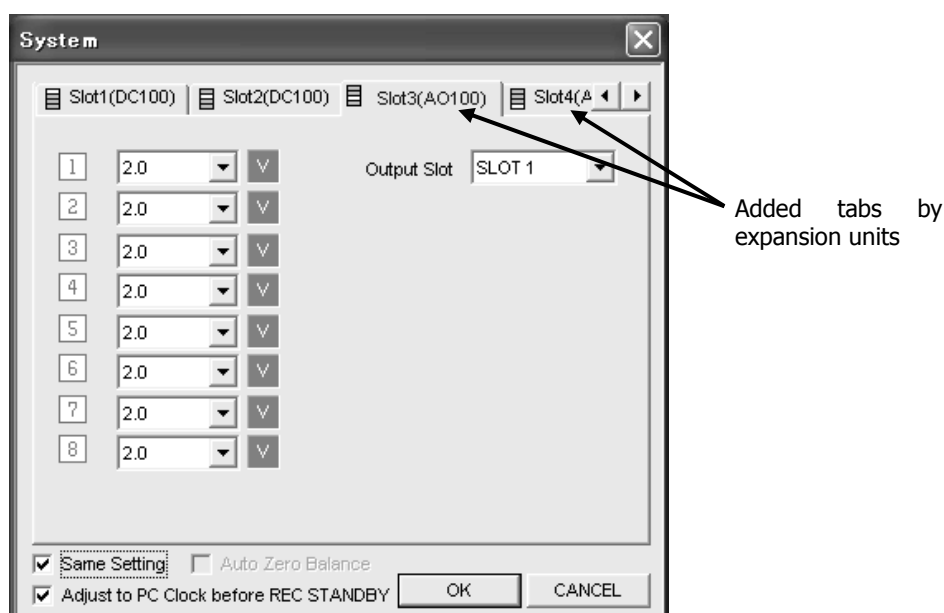 System
Slot1(DC100) Slot2(DC100) Slot3(AO100) Slot4(A
1 2.0 V Output Slot SLOT 1
2 2.0 V
3 2.0 V
4 2.0 V
5 2.0 V
6 2.0 V
7 2.0 V
8 2.0 V
Added tabs by
expansion units
Same Setting Auto Zero Balance
Adjust to PC Clock before REC STANDBY OK CANCEL